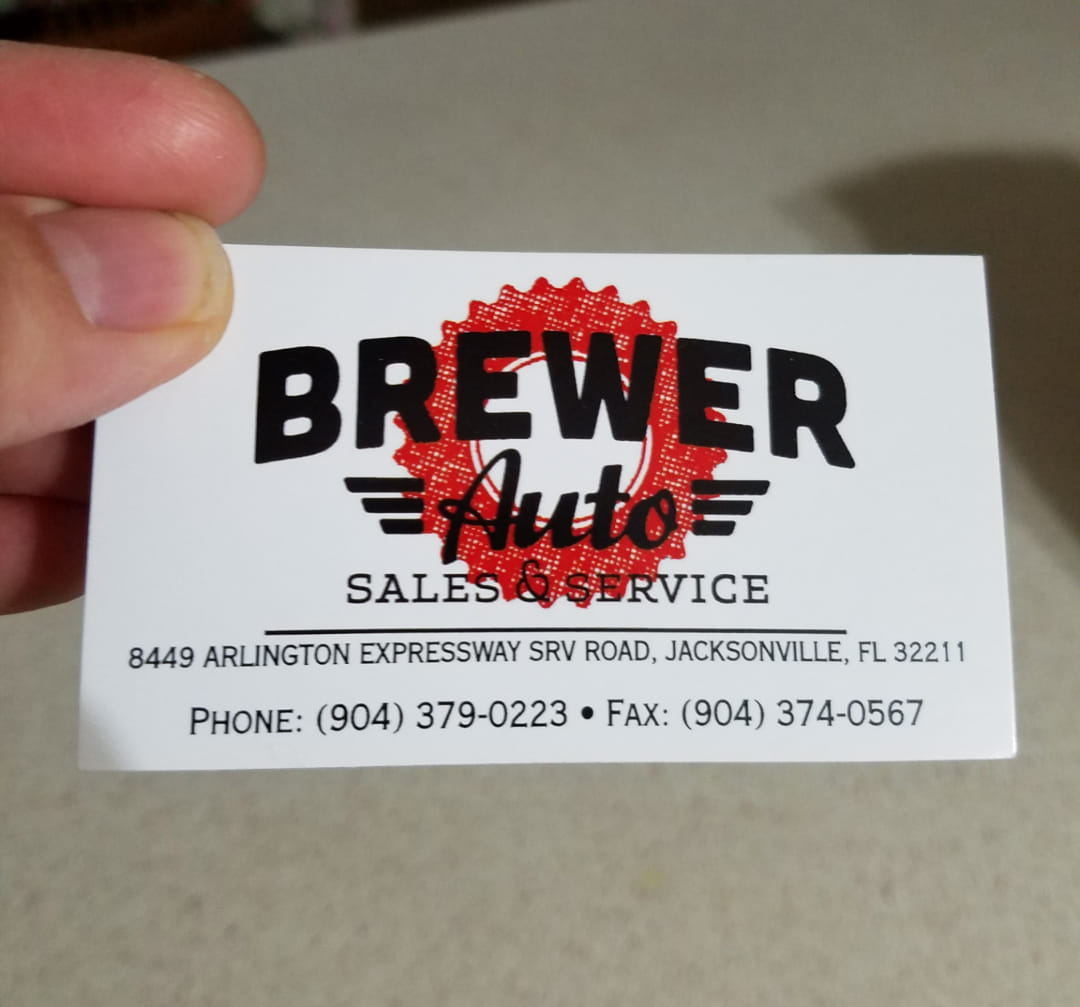 BREWER
Auto
SALES & SERVICE
8449 ARLINGTON EXPRESSWAY SRV ROAD, JACKSONVILLE, FL 32211
PHONE: (904) 379-0223 • FAX: (904) 374-0567